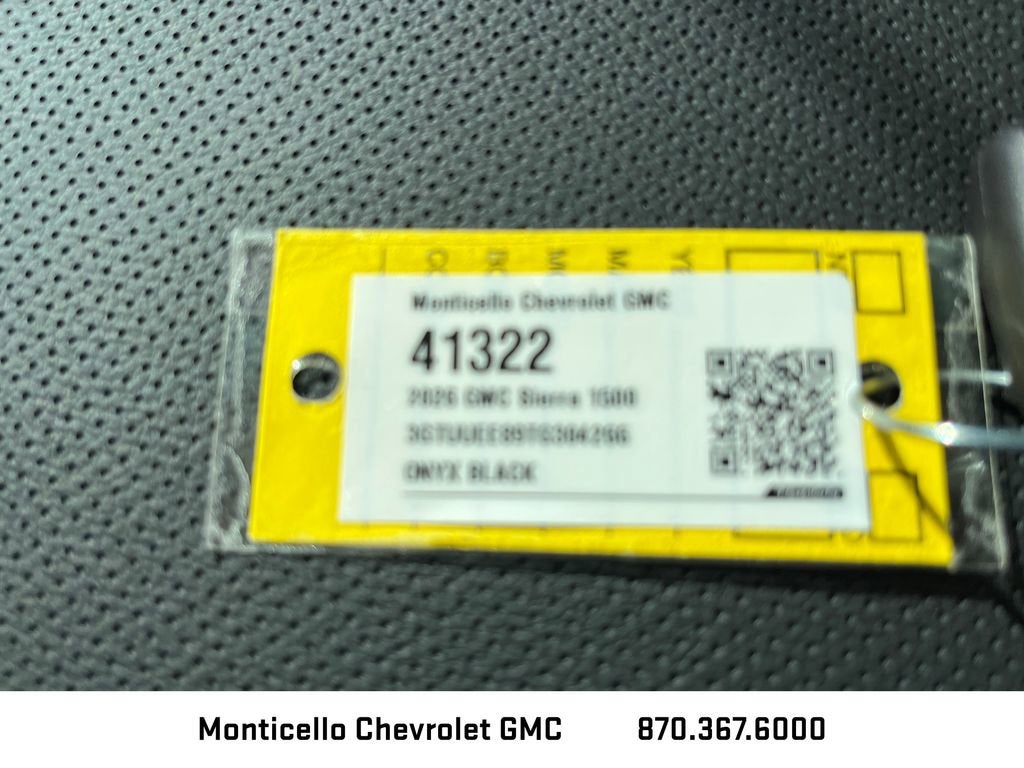 Monticello Chevrolet GMC
41322
2026 GMC Sierra 1500
ONYX BLACK
Monticello Chevrolet GMC 870.367.6000